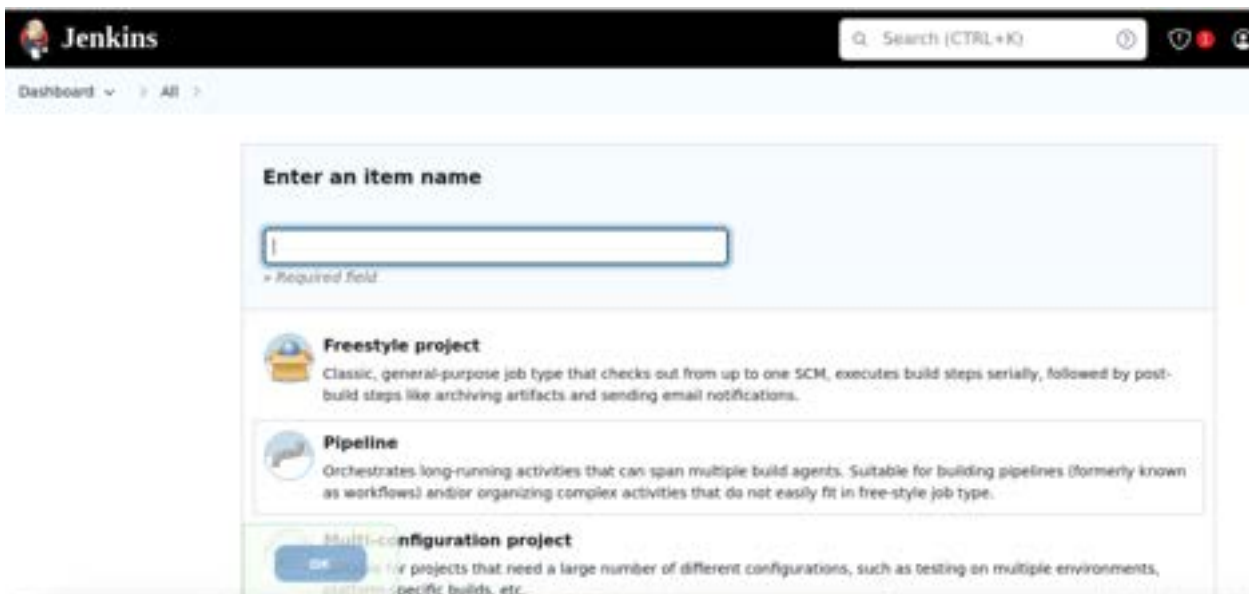 Jenkins
Search (CTRL+K)
1
Dashboard > All >
Enter an item name
» Required field
Freestyle project
Classic, general-purpose job type that checks out from up to one SCM, executes build steps serially, followed by post-
build steps like archiving artifacts and sending email notifications.
Pipeline
Orchestrates long-running activities that can span multiple build agents. Suitable for building pipelines (formerly known
as workflows) and/or organizing complex activities that do not easily fit in free-style job type.
Multi-configuration project
OK
for projects that need a large number of different configurations, such as testing on multiple environments,
platform-specific builds, etc.